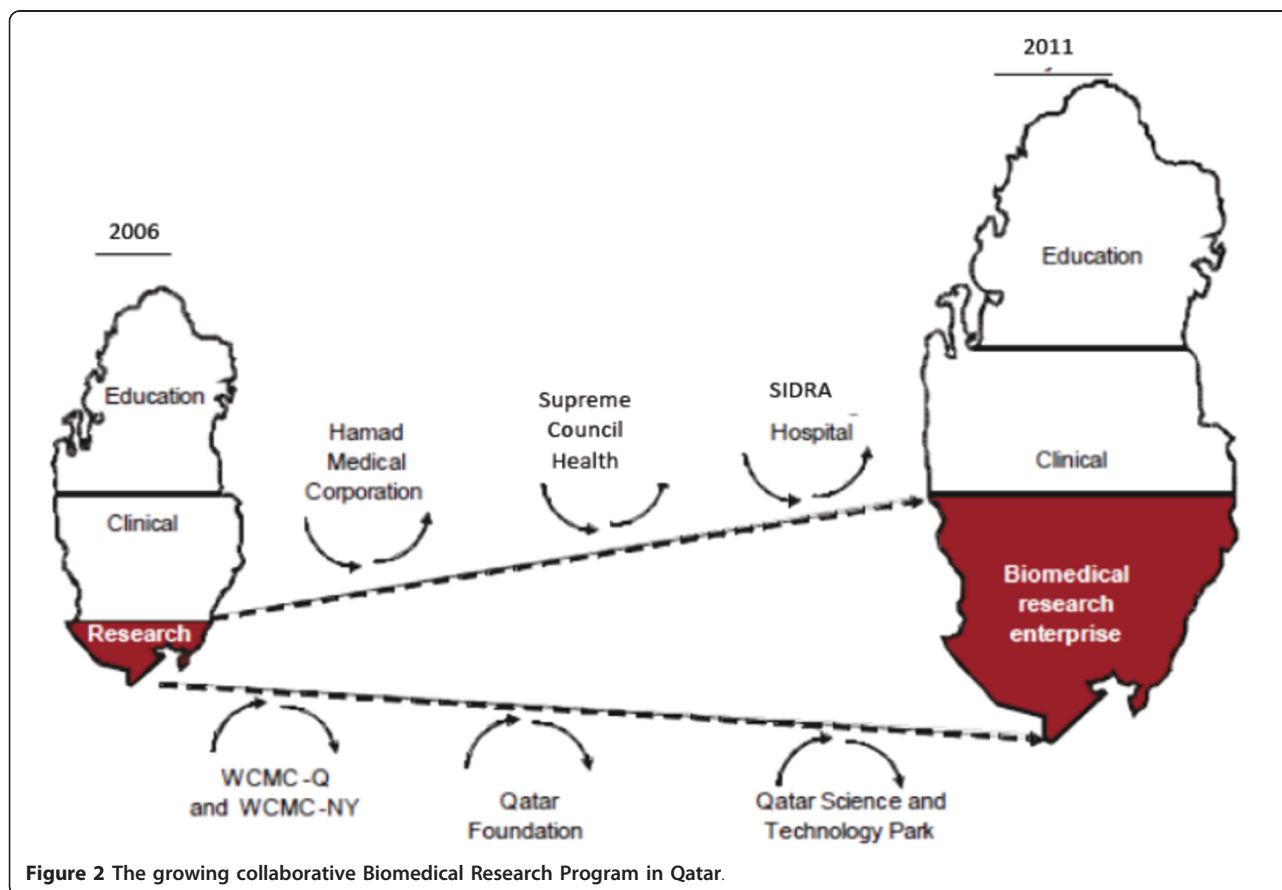 2011
2006
Education
Education
Hamad
Medical
Corporation
Supreme
Council
Health
SIDRA
Hospital
Clinical
Clinical
Research
Biomedical
research
enterprise
WCMC-Q
and WCMC-NY
Qatar
Foundation
Qatar Science and
Technology Park
Figure 2 The growing collaborative Biomedical Research Program in Qatar.